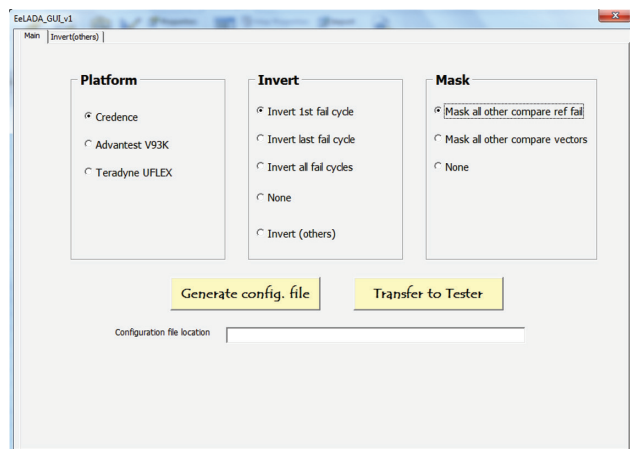 EeLADA_GUI_v1
Main
Invert(others)
Platform
Credence
Advantest V93K
Teradyne UFLEX
Invert
Invert 1st fail cycle
Invert last fail cycle
Invert all fail cycles
None
Invert (others)
Mask
Mask all other compare ref fail
Mask all other compare vectors
None
Generate config. file
Transfer to Tester
Configuration file location